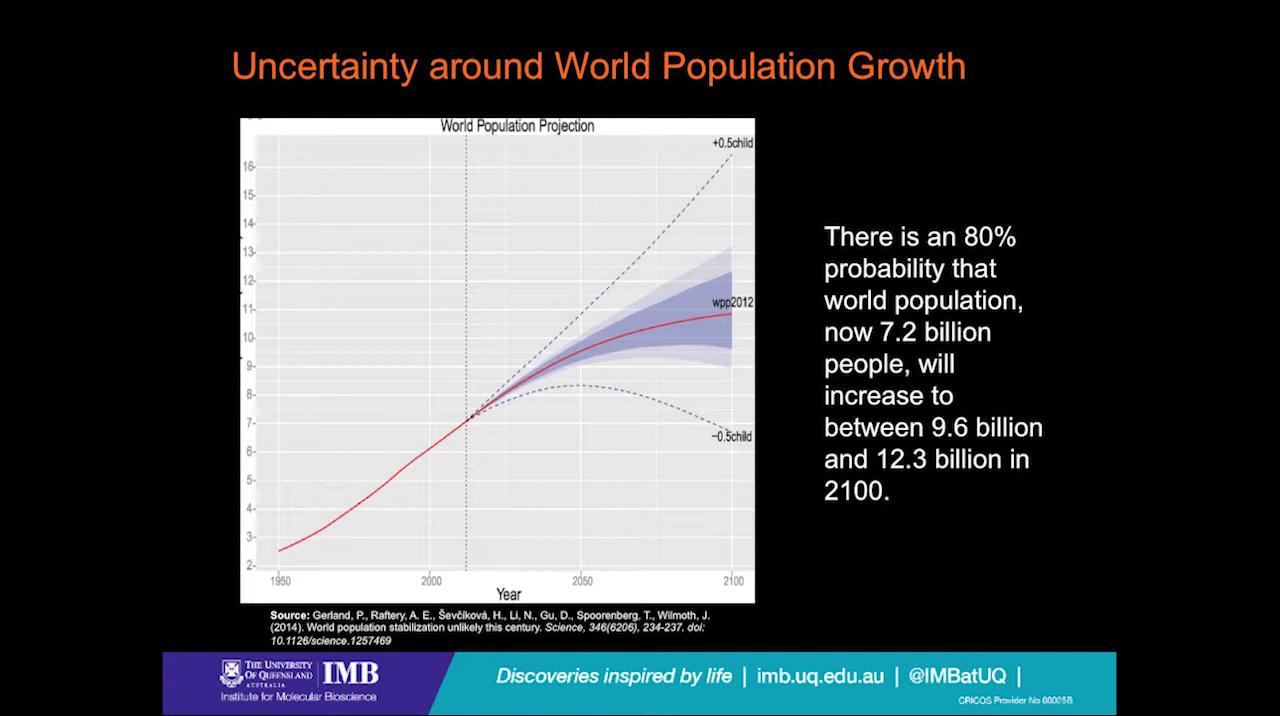 Uncertainty around World Population Growth
World Population Projection
+0.5child
16
15
14
13
12
wpp2012
11
10
9
8
7
−0.5child
6
5
4
3
2
1950 2000 2050 2100
Year
There is an 80%
probability that
world population,
now 7.2 billion
people, will
increase to
between 9.6 billion
and 12.3 billion in
2100.
Source: Gerland, P., Raftery, A. E., Ševčíková, H., Li, N., Gu, D., Spoorenberg, T., Wilmoth, J.
(2014). World population stabilization unlikely this century. Science, 346(6206), 234-237. doi:
10.1126/science.1257469
THE UNIVERSITY
OF QUEENSLAND
AUSTRALIA
IMB
Institute for Molecular Bioscience
Discoveries inspired by life | imb.uq.edu.au | @IMBatUQ |
CRICOS Provider No 00025B